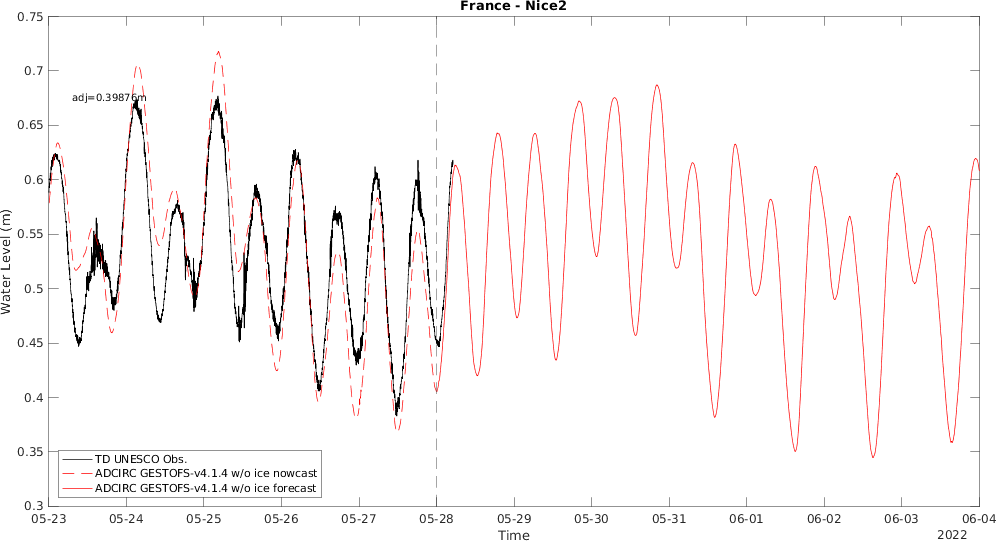 France - Nice2
0.75
0.7
0.65
0.6
0.55
0.5
0.45
0.4
0.35
0.3
Water Level (m)
adj=0.39876m
TD UNESCO Obs.
ADCIRC GESTOFS-v4.1.4 w/o ice nowcast
ADCIRC GESTOFS-v4.1.4 w/o ice forecast
05-23 05-24 05-25 05-26 05-27 05-28 05-29 05-30 05-31 06-01 06-02 06-03 06-04
Time
2022